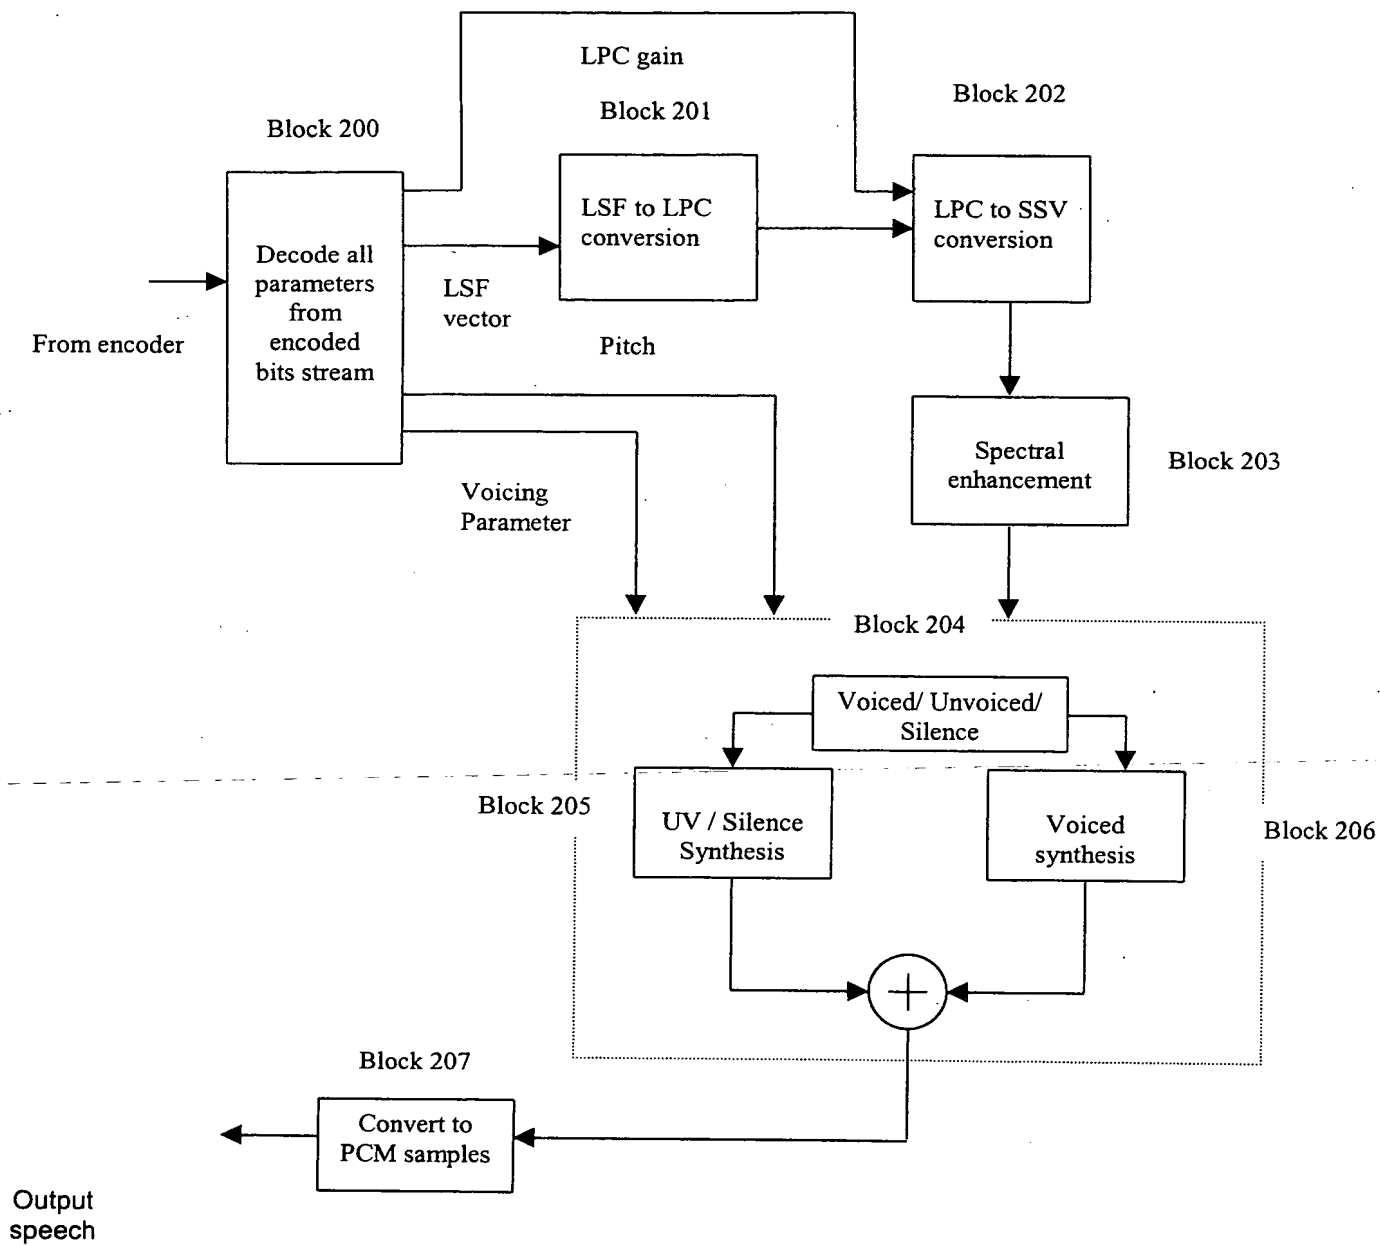 LPC gain
Block 202
Block 201
Block 200
LSF to LPC
conversion
LPC to SSV
conversion
Decode all
parameters
from
encoded
bits stream
LSF
vector
From encoder
Pitch
Spectral
enhancement
Block 203
Voicing
Parameter
Block 204
Voiced/ Unvoiced/
Silence
Block 205
UV / Silence
Synthesis
Voiced
synthesis
Block 206
Block 207
Convert to
PCM samples
Output
speech